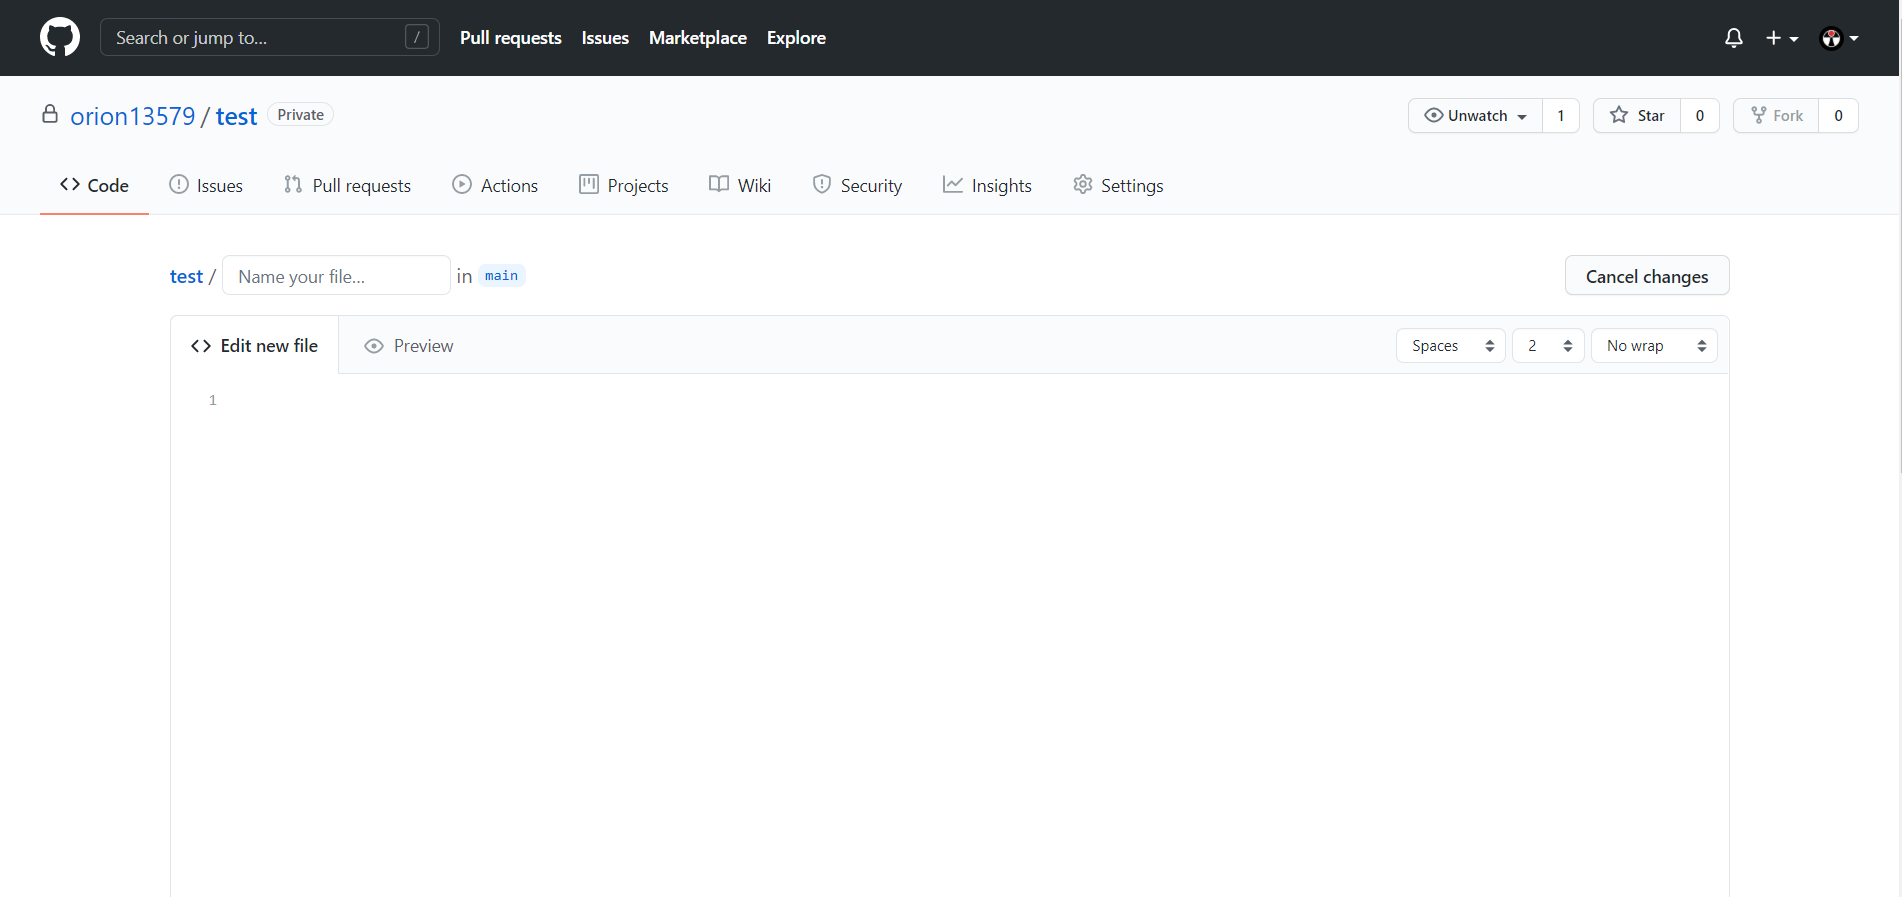 Search or jump to... / Pull requests Issues Marketplace Explore
orion13579 / test Private Unwatch 1 Star 0 Fork 0
Code Issues Pull requests Actions Projects Wiki Security Insights Settings
test / Name your file... in main Cancel changes
Edit new file Preview Spaces 2 No wrap
1